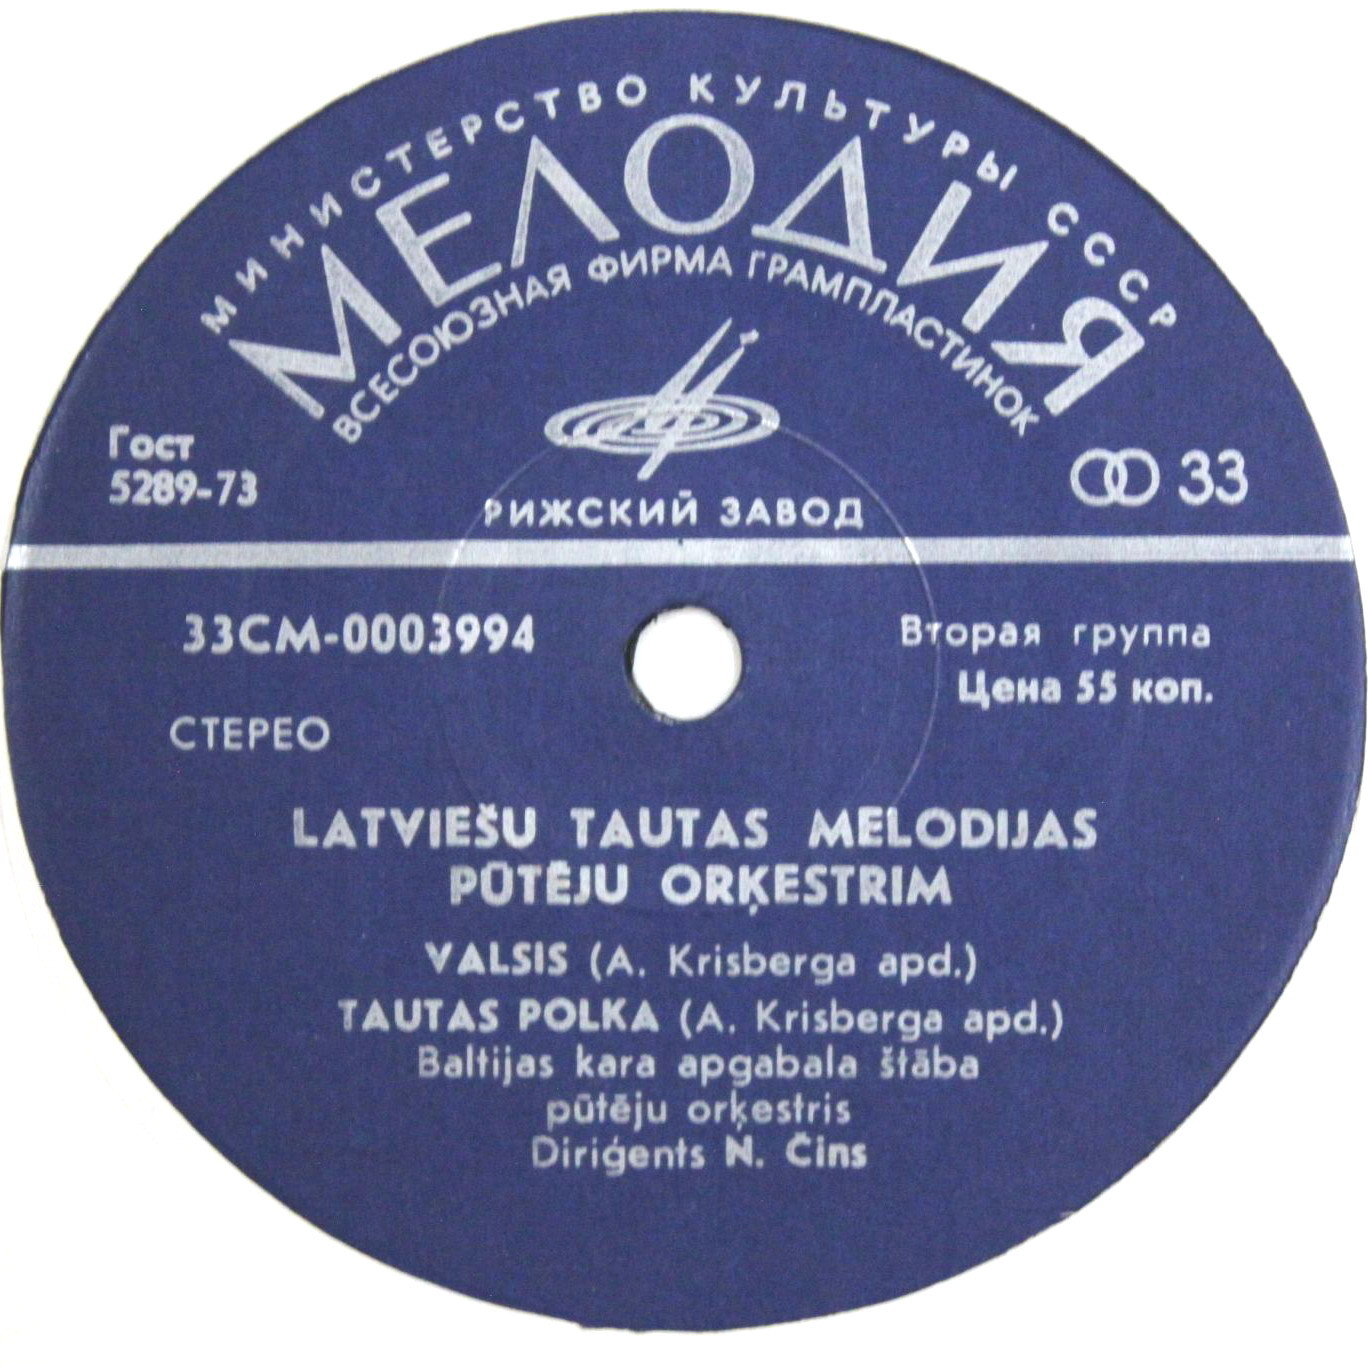 МИНИСТЕРСТВО КУЛЬТУРЫ СССР
МЕЛОДИЯ
ВСЕСОЮЗНАЯ ФИРМА ГРАМПЛАСТИНОК
Гост
5289-73
33
РИЖСКИЙ ЗАВОД
33СМ-0003994
Вторая группа
Цена 55 коп.
СТЕРЕО
LATVIEŠU TAUTAS MELODIJAS
PŪTĒJU ORĶESTRIM
VALSIS (A. Krisberga apd.)
TAUTAS POLKA (A. Krisberga apd.)
Baltijas kara apgabala štāba
pūtēju orķestris
Diriģents N. Čins